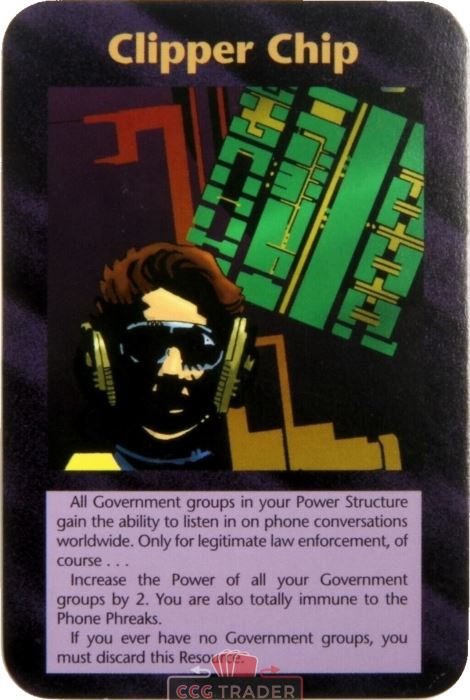 Clipper Chip
All Government groups in your Power Structure
gain the ability to listen in on phone conversations
worldwide. Only for legitimate law enforcement, of
course . . .
Increase the Power of all your Government
groups by 2. You are also totally immune to the
Phone Phreaks.
If you ever have no Government groups, you
must discard this Resource.
CCG TRADER